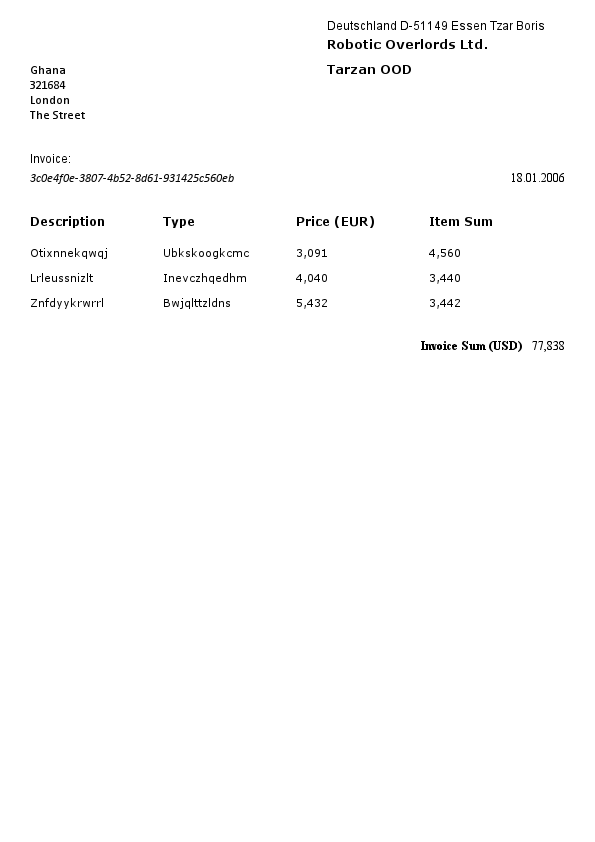 Deutschland D-51149 Essen Tzar Boris
Robotic Overlords Ltd.
Tarzan OOD
Ghana
321684
London
The Street
Invoice:
3c0e4f0e-3807-4b52-8d61-931425c560eb 18.01.2006
Description Type Price (EUR) Item Sum
Otixnnekqwqj Ubkskoogkcmc 3,091 4,560
Lrleussnizlt Inevczhqedhm 4,040 3,440
Znfdyykrwrrl Bwjqlttzldns 5,432 3,442
Invoice Sum (USD) 77,838